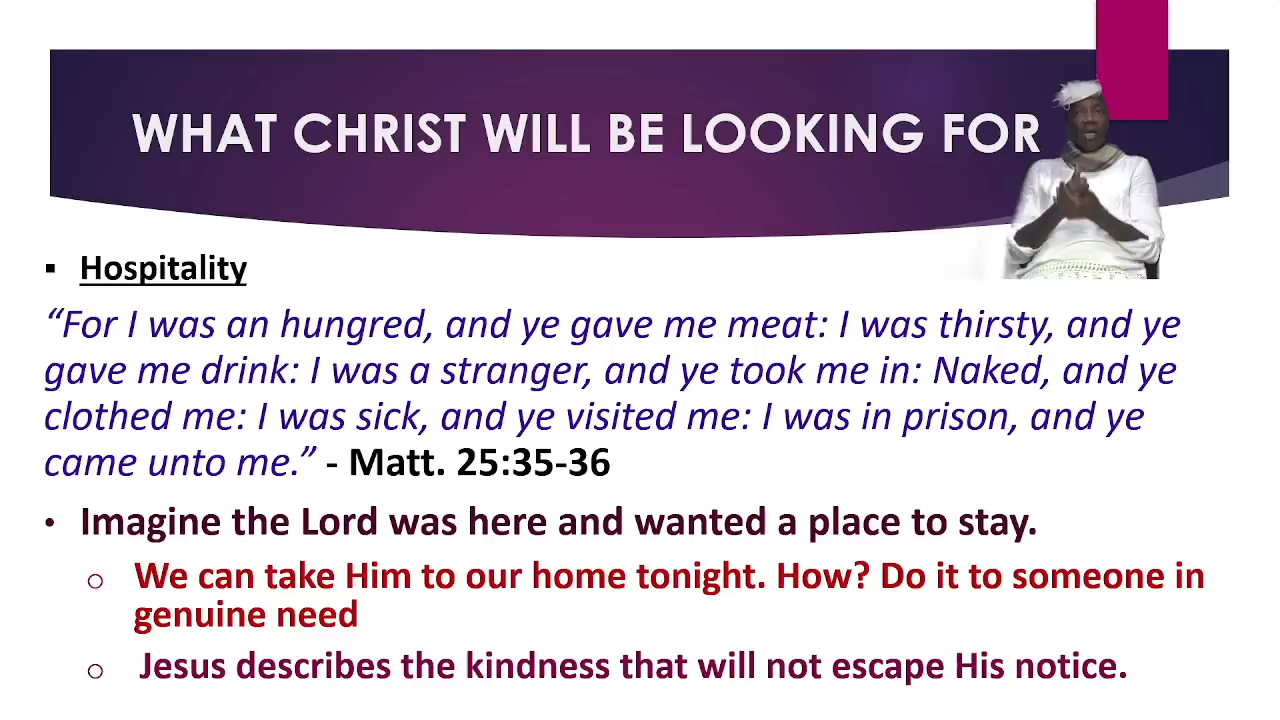 WHAT CHRIST WILL BE LOOKING FOR
▪ Hospitality
“For I was an hungred, and ye gave me meat: I was thirsty, and ye
gave me drink: I was a stranger, and ye took me in: Naked, and ye
clothed me: I was sick, and ye visited me: I was in prison, and ye
came unto me.” - Matt. 25:35-36
• Imagine the Lord was here and wanted a place to stay.
o We can take Him to our home tonight. How? Do it to someone in
genuine need
o Jesus describes the kindness that will not escape His notice.